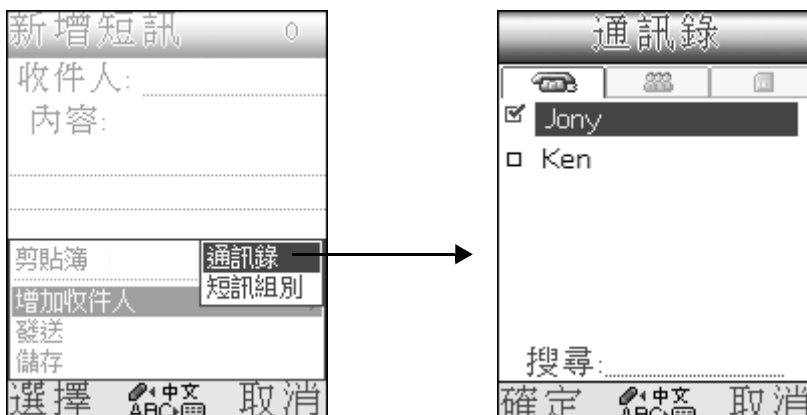 新增短訊 0
收件人:
內容:
剪貼簿
通訊錄
短訊組別
增加收件人
發送
儲存
選擇 中文 ABC 取消
通訊錄
Jony
Ken
搜尋:
確定 中文 ABC 取消